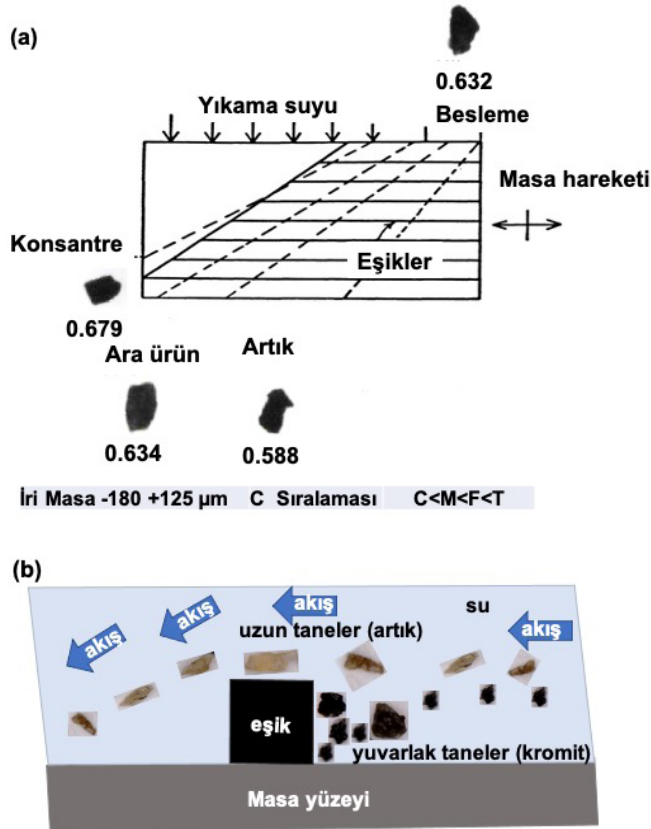 (a)
0.632
Yıkama suyu
Besleme
Masa hareketi
Konsantre
Eşikler
0.679
Ara ürün
Artık
0.634
0.588
İri Masa -180 +125 µm C Sıralaması C<M<F<T
(b)
akış
akış
akış
su
akış
uzun taneler (artık)
eşik
yuvarlak taneler (kromit)
Masa yüzeyi